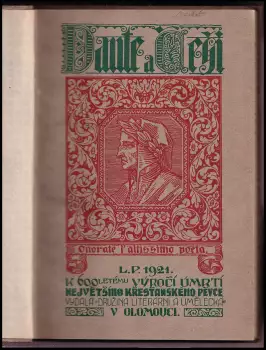 Dante a Češi
Onorate l'altissimo poeta.
L.P. 1921.
K 600LETÉMU VÝROČÍ ÚMRTÍ
NEJVĚTŠÍHO KŘESŤANSKÉHO PĚVCE
VYDALA DRUŽINA LITERÁRNÍ A UMĚLECKÁ
V OLOMOUCI.